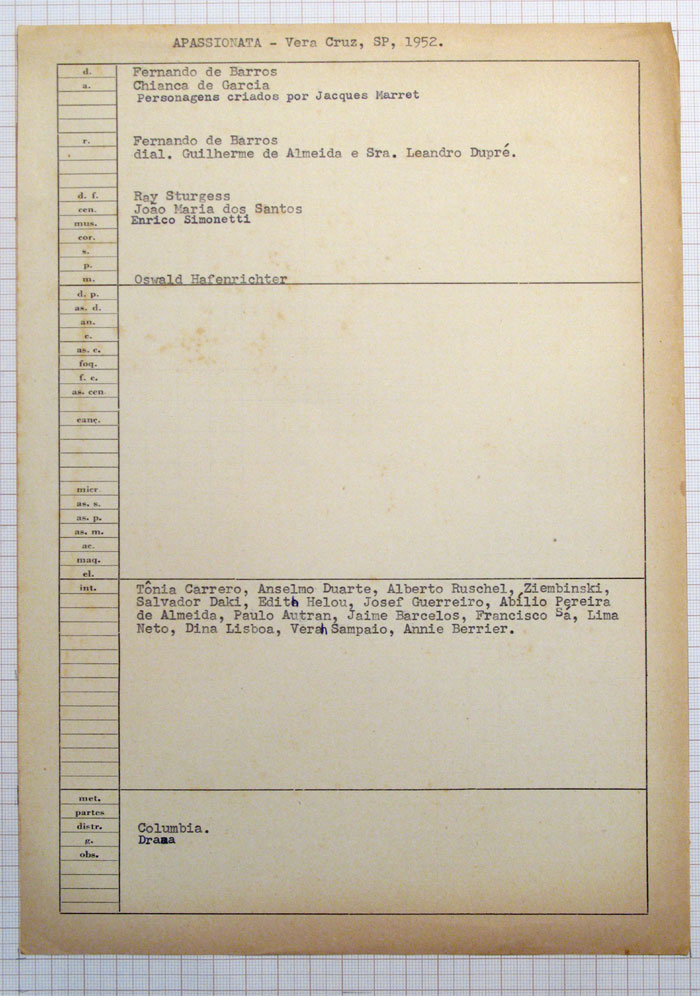 APASSIONATA - Vera Cruz, SP, 1952.
d. Fernando de Barros
a. Chianca de Garcia
Personagens criados por Jacques Marret
r. Fernando de Barros
dial. Guilherme de Almeida e Sra. Leandro Dupré.
d. f. Ray Sturgess
cen. João Maria dos Santos
mus. Enrico Simonetti
cor.
s.
p.
m. Oswald Hafenrichter
d. p.
as. d.
an.
c.
as. c.
foq.
f. c.
as. cen
canç.
micr
as. s.
as. p.
as. m.
ac.
maq.
el.
int. Tônia Carrero, Anselmo Duarte, Alberto Ruschel, Ziembinski,
Salvador Daki, Edith Helou, Josef Guerreiro, Abílio Pereira
de Almeida, Paulo Autran, Jaime Barcelos, Francisco Sá, Lima
Neto, Dina Lisboa, Verah Sampaio, Annie Berrier.
met.
partes
distr. Columbia.
g. Drama
obs.